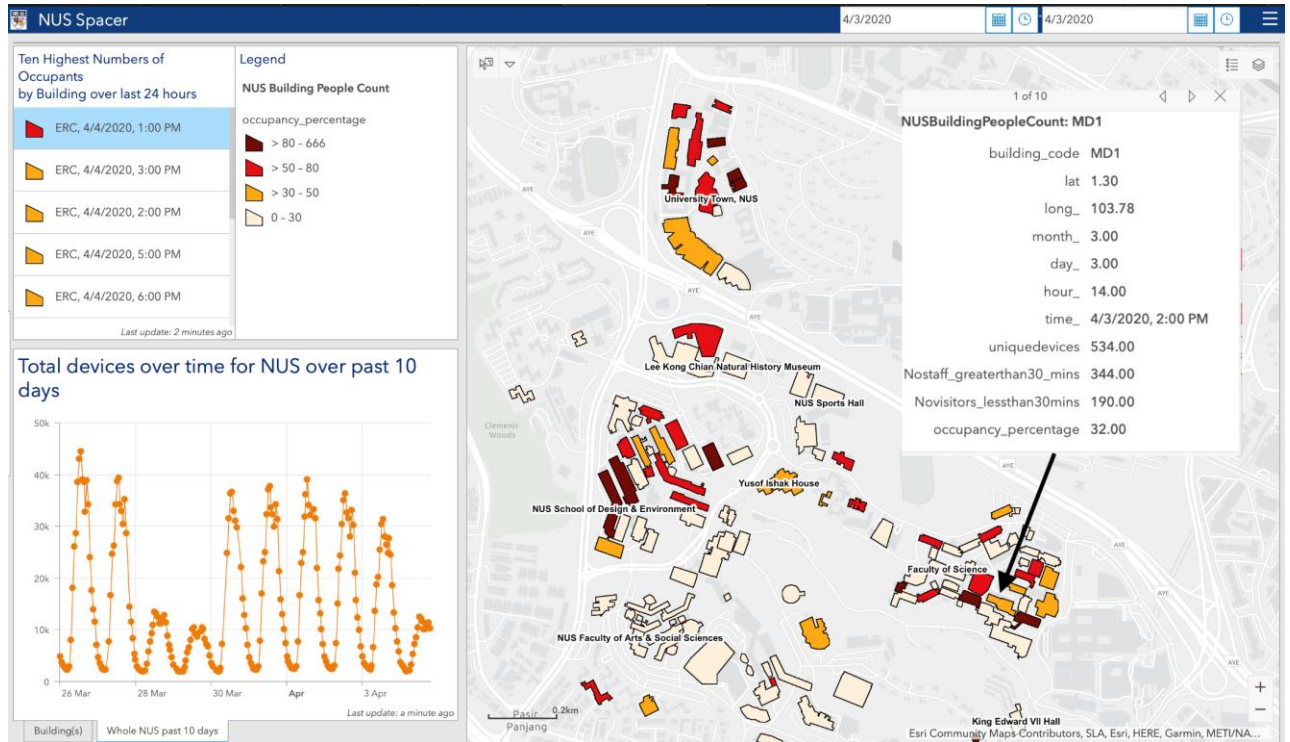 NUS Spacer
4/3/2020
4/3/2020
Ten Highest Numbers of
Occupants
by Building over last 24 hours
ERC, 4/4/2020, 1:00 PM
ERC, 4/4/2020, 3:00 PM
ERC, 4/4/2020, 2:00 PM
ERC, 4/4/2020, 5:00 PM
ERC, 4/4/2020, 6:00 PM
Last update: 2 minutes ago
Legend
NUS Building People Count
occupancy_percentage
> 80 - 666
> 50 - 80
> 30 - 50
0 - 30
Total devices over time for NUS over past 10
days
50k
40k
30k
20k
10k
0
26 Mar
28 Mar
30 Mar
Apr
3 Apr
Last update: a minute ago
Building(s)
Whole NUS past 10 days
1 of 10
NUSBuildingPeopleCount: MD1
building_code MD1
lat 1.30
long_ 103.78
month_ 3.00
day_ 3.00
hour_ 14.00
time_ 4/3/2020, 2:00 PM
uniquedevices 534.00
Nostaff_greaterthan30_mins 344.00
Novisitors_lessthan30mins 190.00
occupancy_percentage 32.00
AYE
University Town, NUS
AYE
AYE
AYE
Lee Kong Chian Natural History Museum
NUS Sports Hall
Clementi
Woods
AYE
Yusof Ishak House
NUS School of Design & Environment
AYE
Faculty of Science
NUS Faculty of Arts & Social Sciences
AYE
+
−
Pasir
Panjang
0.2km
King Edward VII Hall
Esri Community Maps Contributors, SLA, Esri, HERE, Garmin, METI/NA...